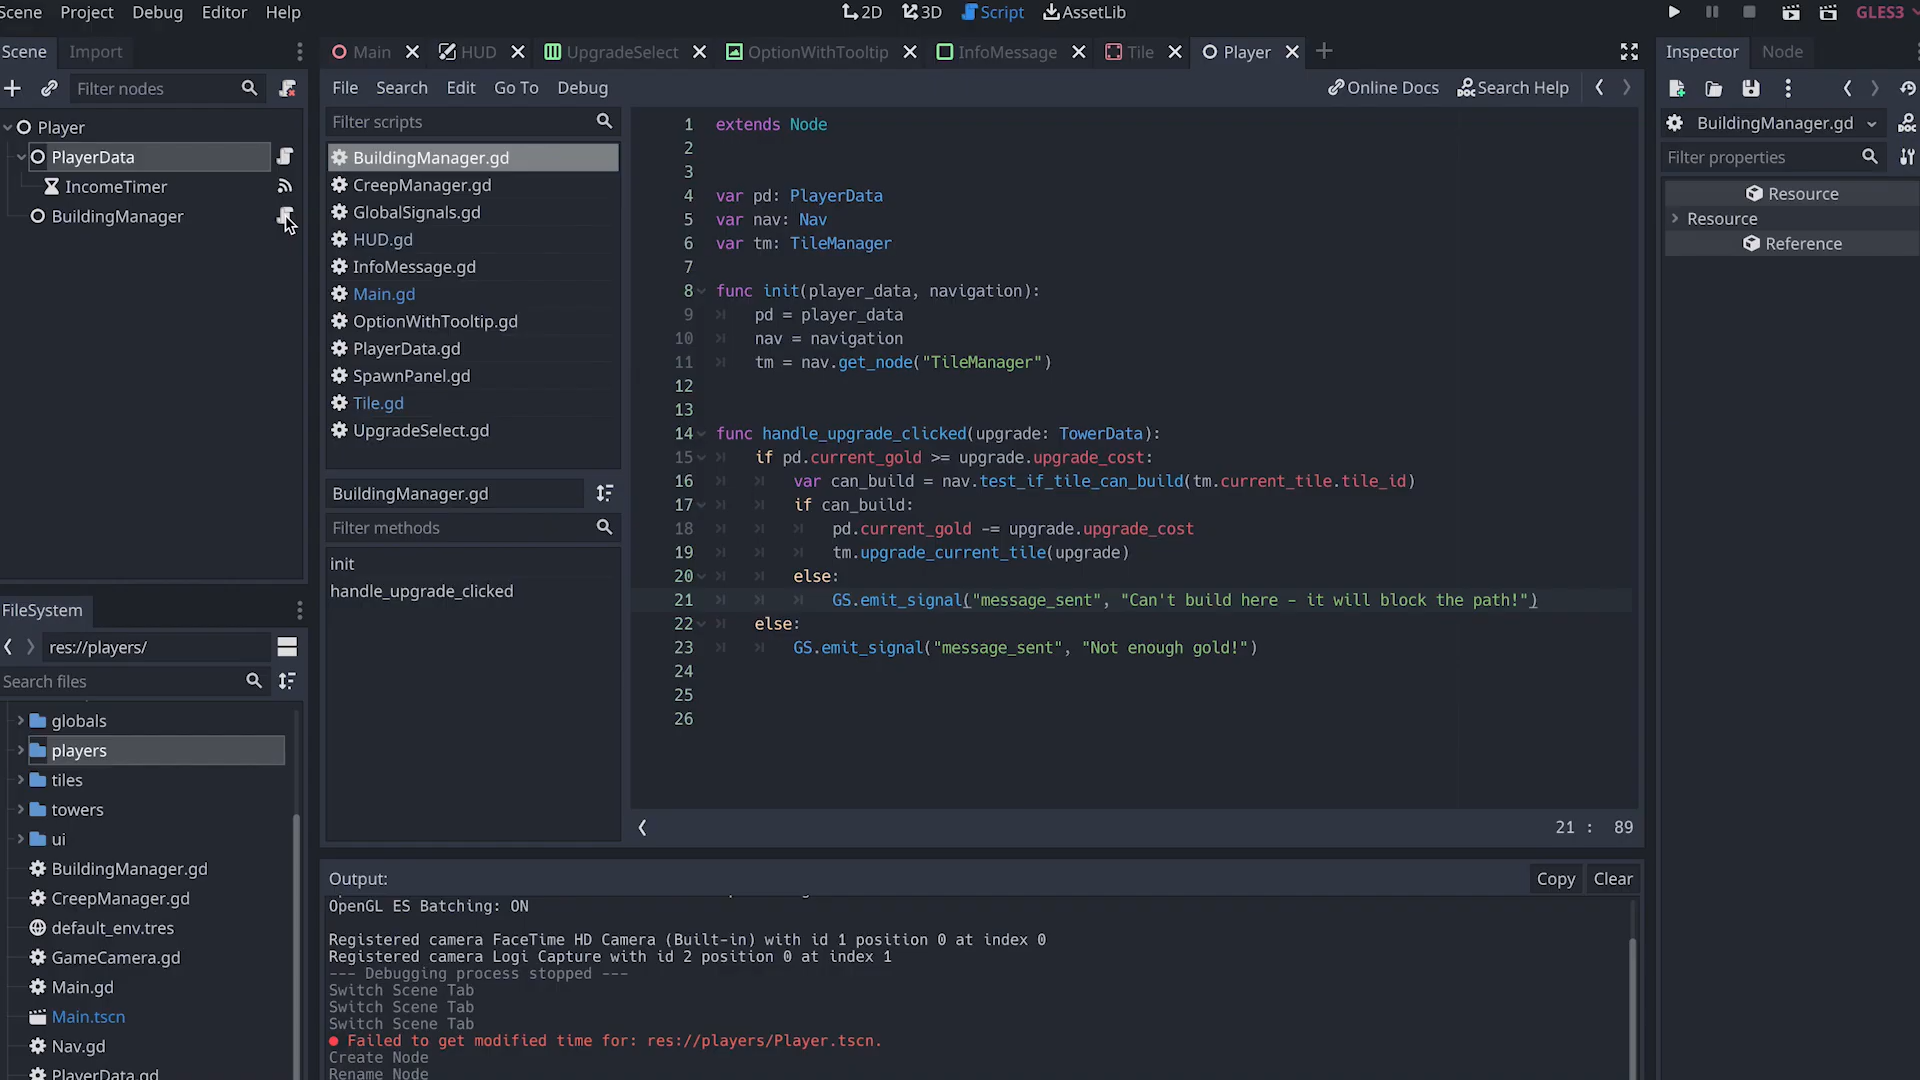 Scene Project Debug Editor Help
2D 3D Script AssetLib
GLES3
Scene Import
Main HUD UpgradeSelect OptionWithTooltip InfoMessage Tile Player
Inspector Node
Filter nodes
File Search Edit Go To Debug
Online Docs Search Help
Player
PlayerData
IncomeTimer
BuildingManager
Filter scripts
BuildingManager.gd
CreepManager.gd
GlobalSignals.gd
HUD.gd
InfoMessage.gd
Main.gd
OptionWithTooltip.gd
PlayerData.gd
SpawnPanel.gd
Tile.gd
UpgradeSelect.gd
BuildingManager.gd
Filter methods
init
handle_upgrade_clicked
1 extends Node
2
3
4 var pd: PlayerData
5 var nav: Nav
6 var tm: TileManager
7
8 func init(player_data, navigation):
9 pd = player_data
10 nav = navigation
11 tm = nav.get_node("TileManager")
12
13
14 func handle_upgrade_clicked(upgrade: TowerData):
15 if pd.current_gold >= upgrade.upgrade_cost:
16 var can_build = nav.test_if_tile_can_build(tm.current_tile.tile_id)
17 if can_build:
18 pd.current_gold -= upgrade.upgrade_cost
19 tm.upgrade_current_tile(upgrade)
20 else:
21 GS.emit_signal("message_sent", "Can't build here - it will block the path!")
22 else:
23 GS.emit_signal("message_sent", "Not enough gold!")
24
25
26
21 : 89
BuildingManager.gd
Filter properties
Resource
Resource
Reference
FileSystem
res://players/
Search files
globals
players
tiles
towers
ui
BuildingManager.gd
CreepManager.gd
default_env.tres
GameCamera.gd
Main.gd
Main.tscn
Nav.gd
PlayerData.gd
Output:
Copy Clear
OpenGL ES Batching: ON
Registered camera FaceTime HD Camera (Built-in) with id 1 position 0 at index 0
Registered camera Logi Capture with id 2 position 0 at index 1
--- Debugging process stopped ---
Switch Scene Tab
Switch Scene Tab
Switch Scene Tab
Failed to get modified time for: res://players/Player.tscn.
Create Node
Rename Node